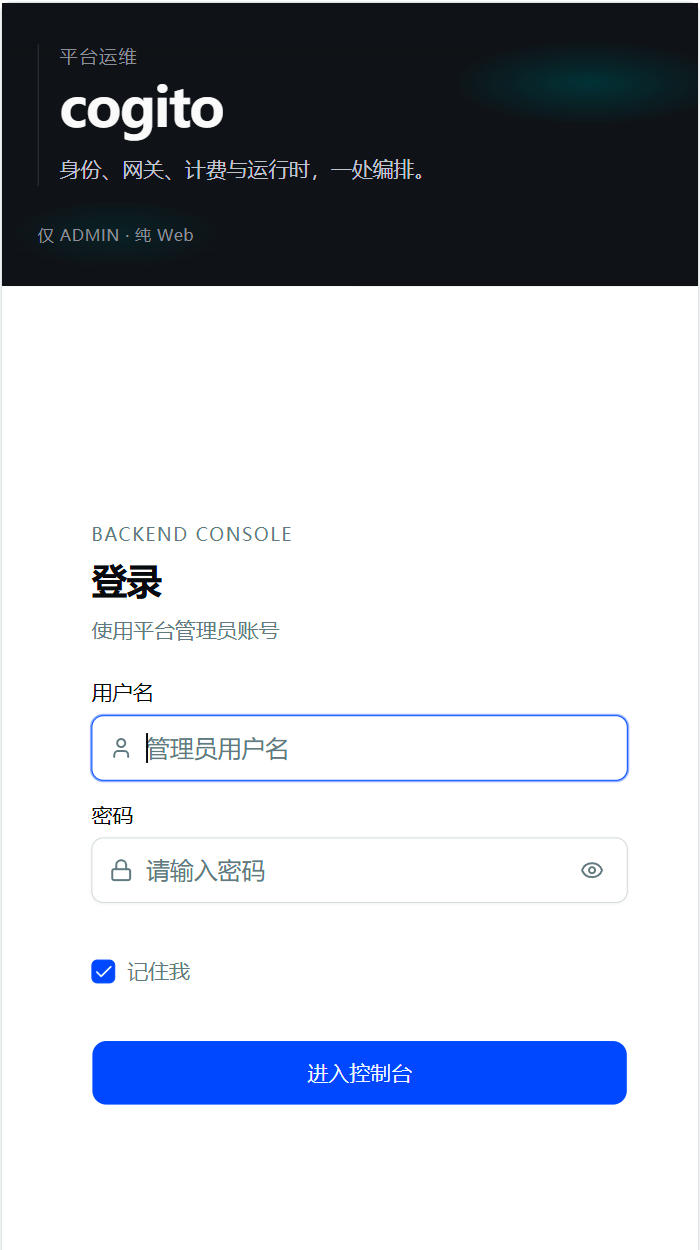 平台运维
cogito
身份、网关、计费与运行时，一处编排。
仅 ADMIN · 纯 Web
BACKEND CONSOLE
登录
使用平台管理员账号
用户名
管理员用户名
密码
请输入密码
记住我
进入控制台